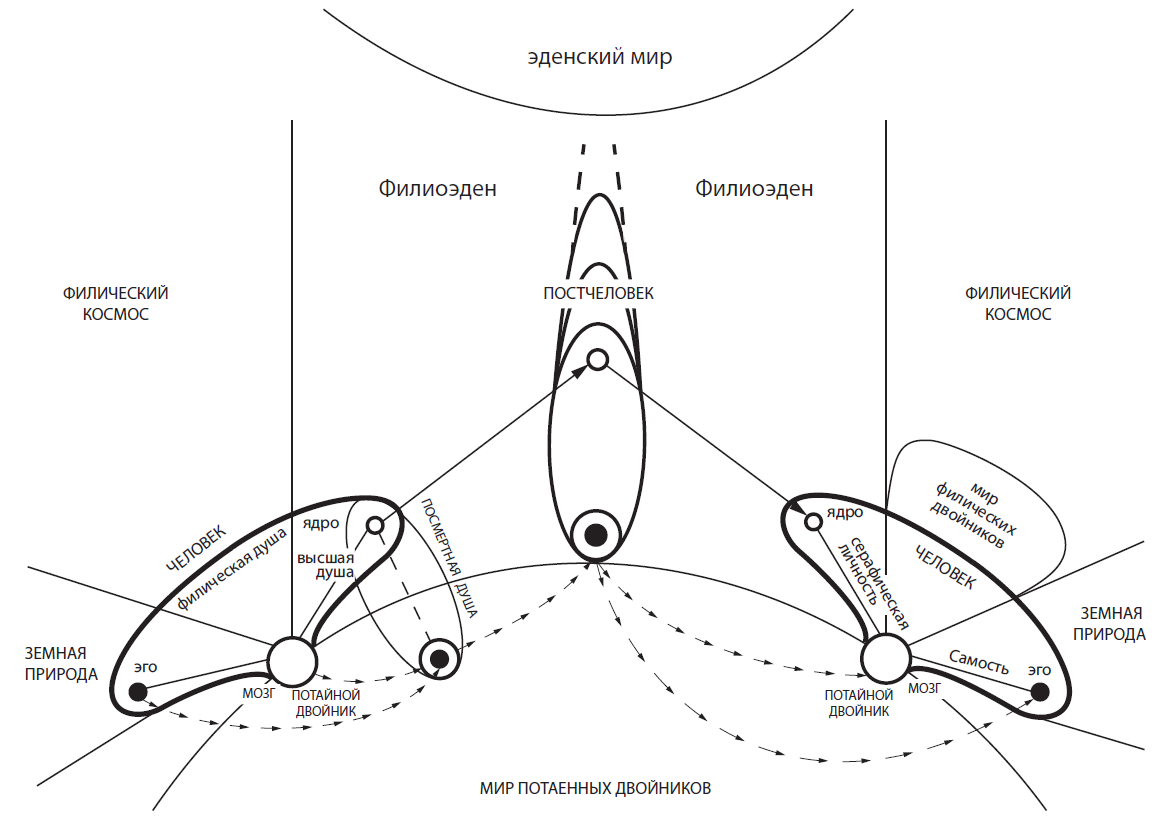 эденский мир
Филиоэден
Филиоэден
ФИЛИЧЕСКИЙ
КОСМОС
ПОСТЧЕЛОВЕК
ФИЛИЧЕСКИЙ
КОСМОС
ЧЕЛОВЕК
филическая душа
ядро
высшая
душа
ПОСМЕРТНАЯ ДУША
ядро
серафическая
личность
мир
филических
двойников
ЧЕЛОВЕК
ЗЕМНАЯ
ПРИРОДА
эго
МОЗГ
ПОТАЙНОЙ
ДВОЙНИК
ПОТАЙНОЙ
ДВОЙНИК
МОЗГ
Самость
эго
ЗЕМНАЯ
ПРИРОДА
МИР ПОТАЕННЫХ ДВОЙНИКОВ